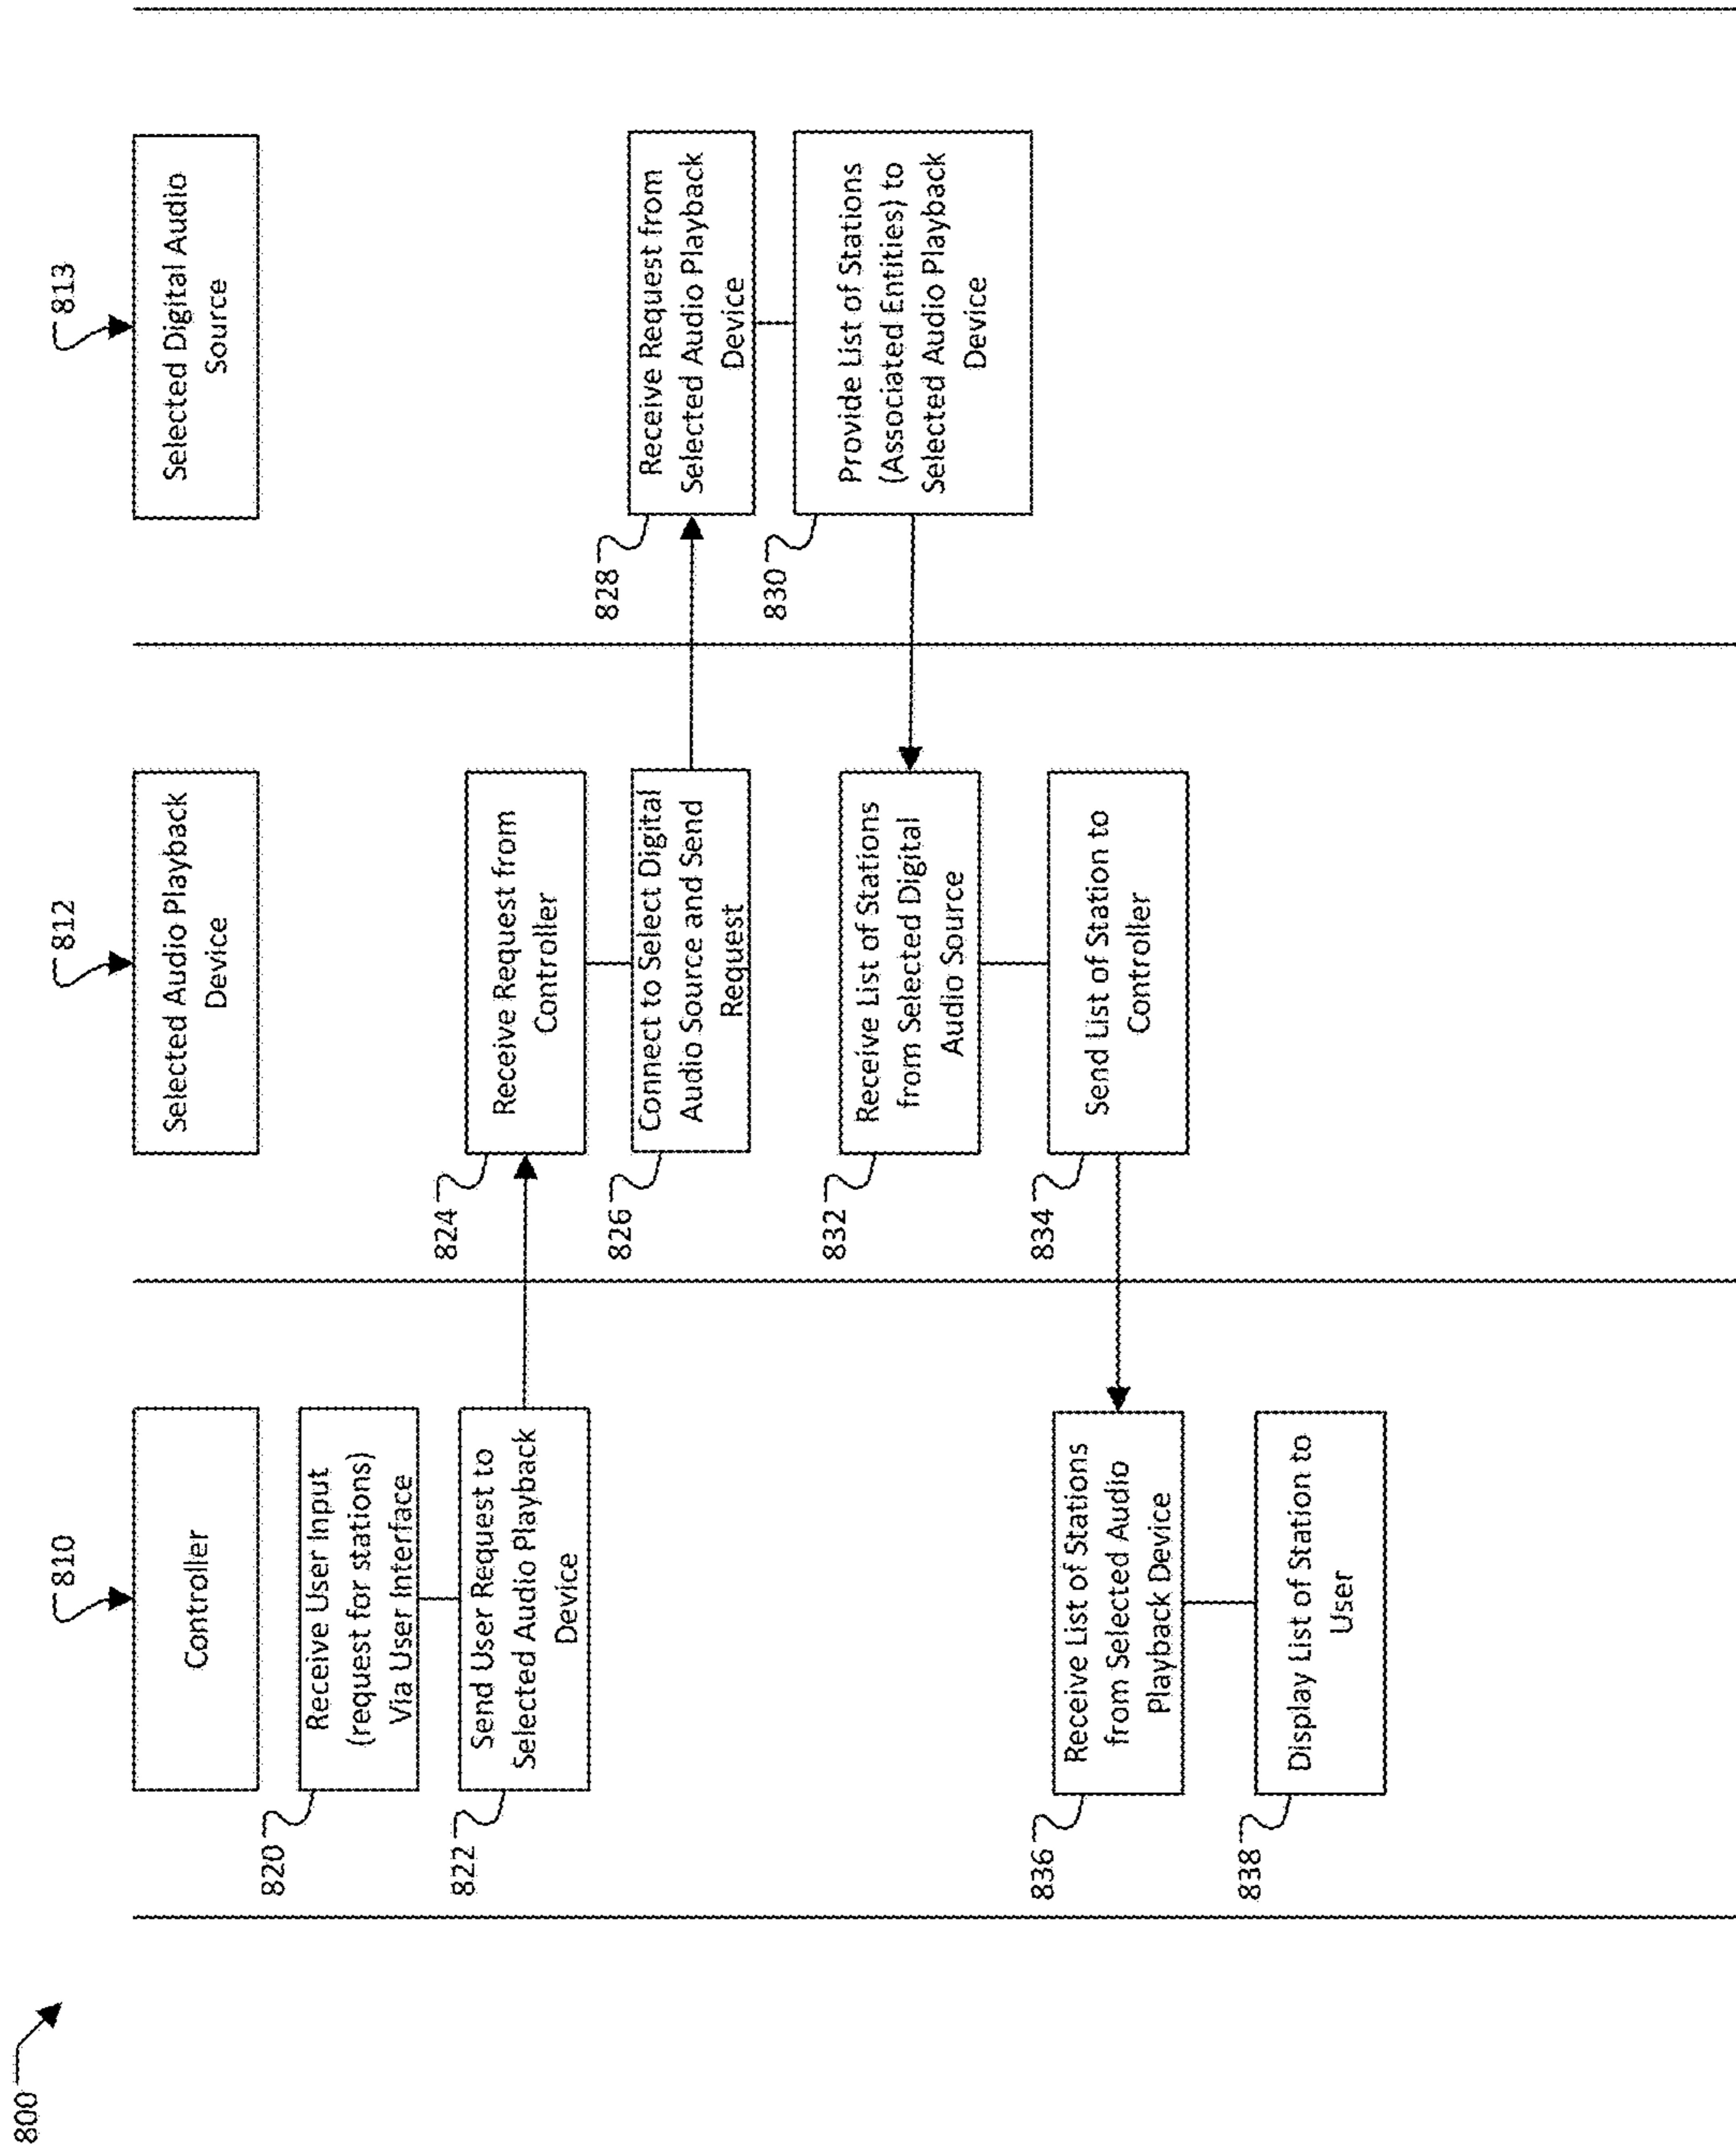 800
810
Controller
820
Receive User Input
(request for stations)
Via User Interface
822
Send User Request to
Selected Audio Playback
Device
836
Receive List of Stations
from Selected Audio
Playback Device
838
Display List of Station to
User
812
Selected Audio Playback
Device
824
Receive Request from
Controller
826
Connect to Select Digital
Audio Source and Send
Request
832
Receive List of Stations
from Selected Digital
Audio Source
834
Send List of Station to
Controller
813
Selected Digital Audio
Source
828
Receive Request from
Selected Audio Playback
Device
830
Provide List of Stations
(Associated Entities) to
Selected Audio Playback
Device